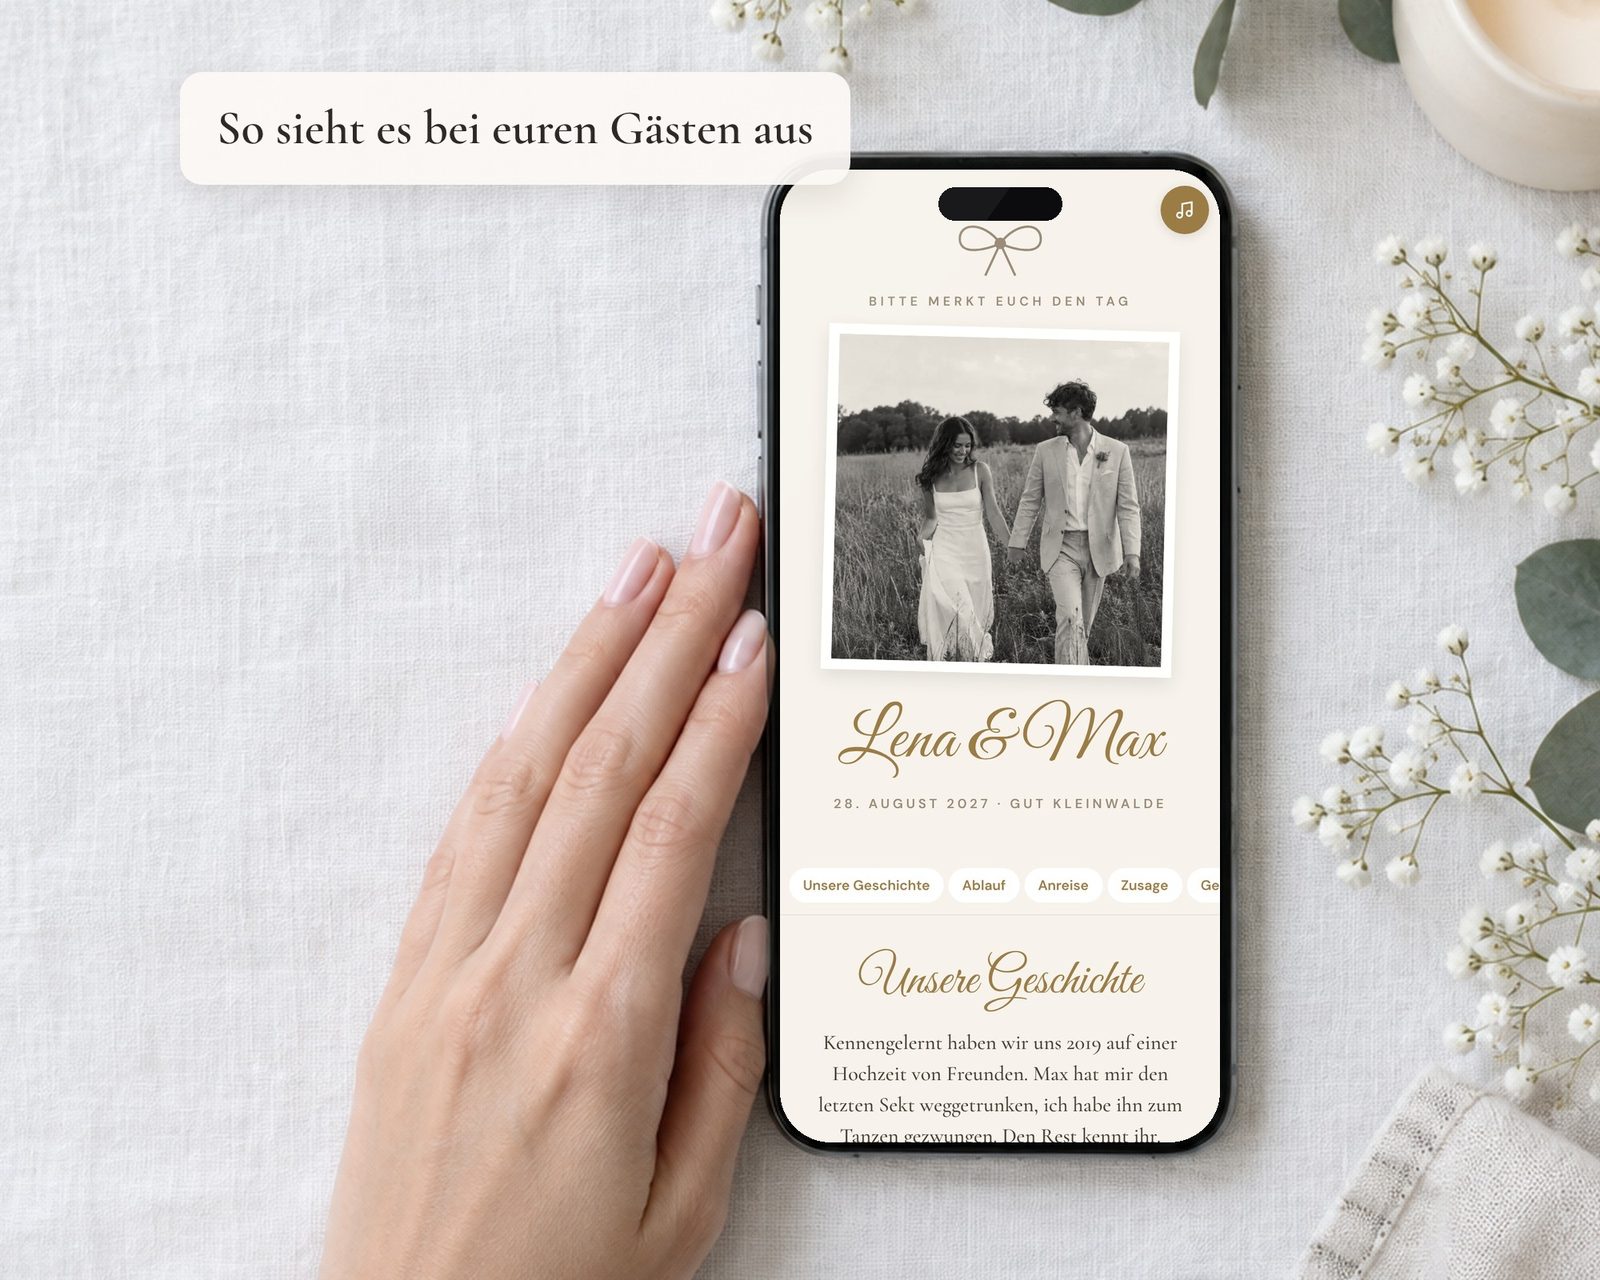 So sieht es bei euren Gästen aus
BITTE MERKT EUCH DEN TAG
Lena & Max
28. AUGUST 2027 · GUT KLEINWALDE
Unsere Geschichte Ablauf Anreise Zusage Ge
Unsere Geschichte
Kennengelernt haben wir uns 2019 auf einer
Hochzeit von Freunden. Max hat mir den
letzten Sekt weggetrunken, ich habe ihn zum
Tanzen gezwungen. Den Rest kennt ihr.